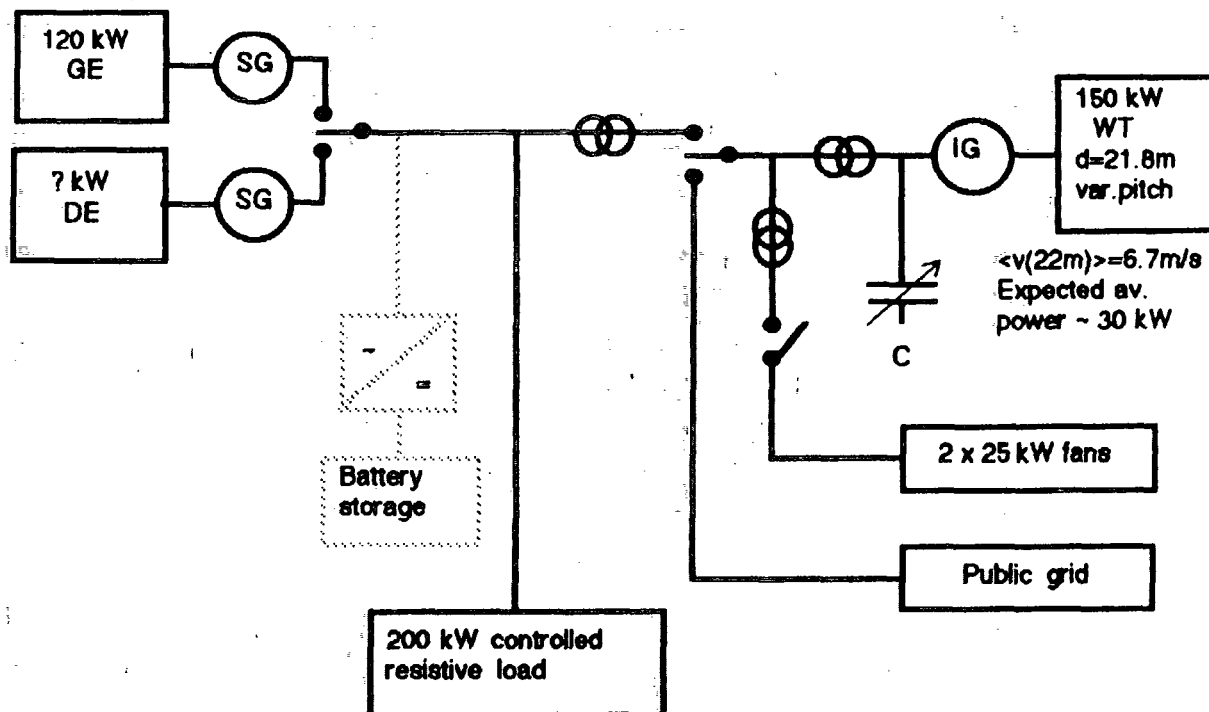 120 kW
GE
SG
? kW
DE
SG
IG
150 kW
WT
d=21.8m
var.pitch
<v(22m)>=6.7m/s
Expected av.
power ~ 30 kW
C
~
=
Battery
storage
2 x 25 kW fans
Public grid
200 kW controlled
resistive load